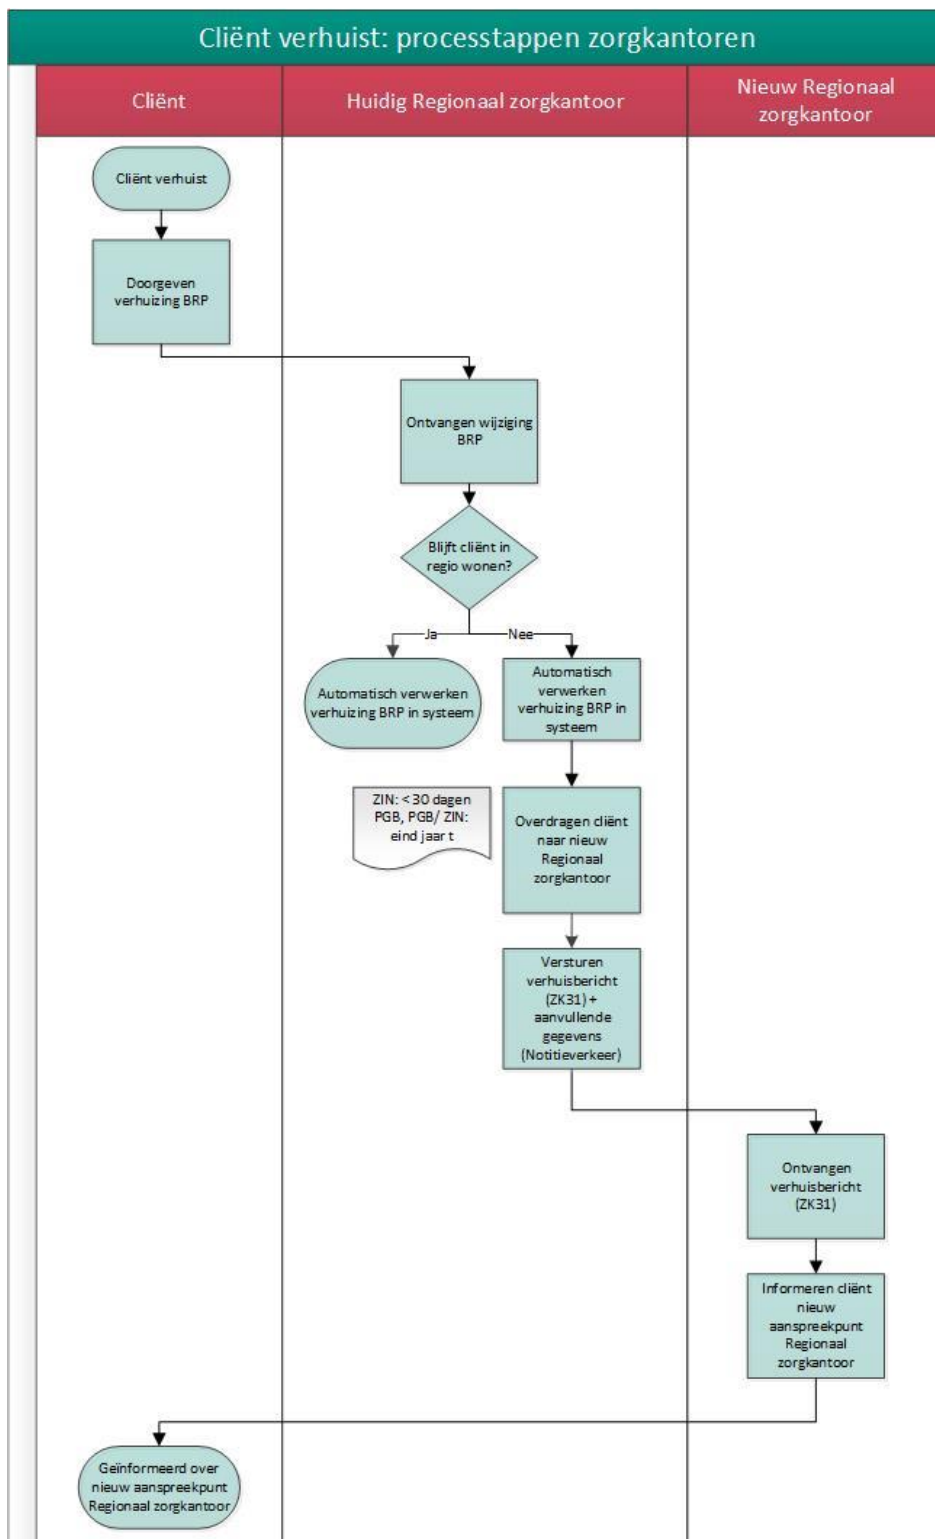 Cliënt verhuist: processtappen zorgkantoren
Cliënt
Huidig Regionaal zorgkantoor
Nieuw Regionaal
zorgkantoor
Cliënt verhuist
Doorgeven
verhuizing BRP
Ontvangen wijziging
BRP
Blijft cliënt in
regio wonen?
Ja
Nee
Automatisch verwerken
verhuizing BRP in systeem
Automatisch
verwerken
verhuizing BRP in
systeem
ZIN: < 30 dagen
PGB, PGB/ ZIN:
eind jaar t
Overdragen cliënt
naar nieuw
Regionaal
zorgkantoor
Versturen
verhuisbericht
(ZK31) +
aanvullende
gegevens
(Notitieverkeer)
Ontvangen
verhuisbericht
(ZK31)
Informeren cliënt
nieuw
aanspreekpunt
Regionaal
zorgkantoor
Geïnformeerd over
nieuw aanspreekpunt
Regionaal zorgkantoor